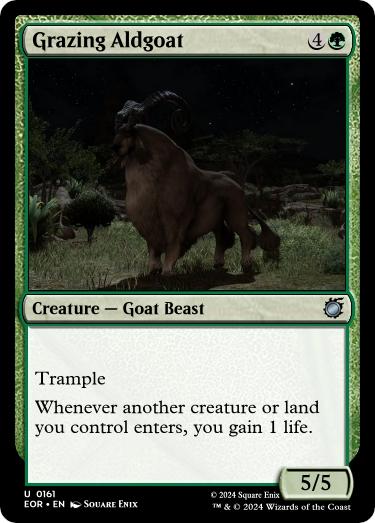 Grazing Aldgoat 4
Creature — Goat Beast
Trample
Whenever another creature or land
you control enters, you gain 1 life.
5/5
U 0161
EOR • EN Square Enix
© 2024 Square Enix
™ & © 2024 Wizards of the Coast